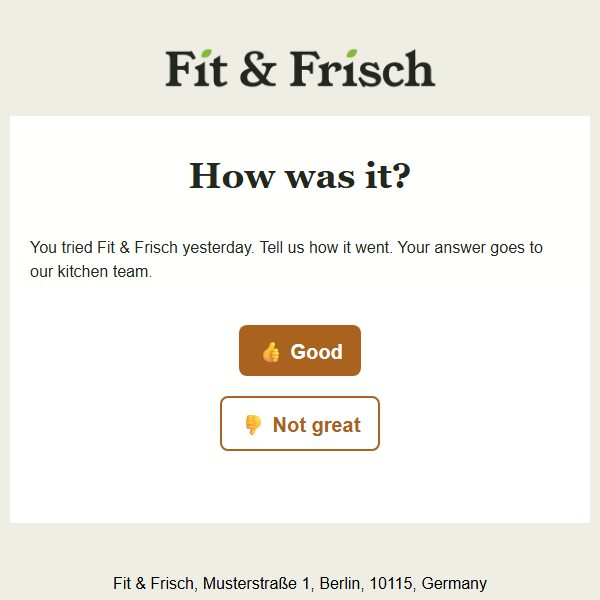 Fit & Frisch
How was it?
You tried Fit & Frisch yesterday. Tell us how it went. Your answer goes to
our kitchen team.
👍 Good
👎 Not great
Fit & Frisch, Musterstraße 1, Berlin, 10115, Germany